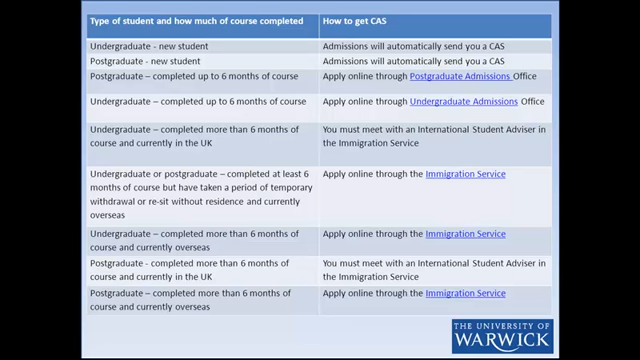 Type of student and how much of course completed
How to get CAS
Undergraduate - new student
Admissions will automatically send you a CAS
Postgraduate - new student
Admissions will automatically send you a CAS
Postgraduate – completed up to 6 months of course
Apply online through Postgraduate Admissions Office
Undergraduate – completed up to 6 months of course
Apply online through Undergraduate Admissions Office
Undergraduate – completed more than 6 months of
course and currently in the UK
You must meet with an International Student Adviser in
the Immigration Service
Undergraduate or postgraduate – completed at least 6
months of course but have taken a period of temporary
withdrawal or re-sit without residence and currently
overseas
Apply online through the Immigration Service
Undergraduate – completed more than 6 months of
course and currently overseas
Apply online through the Immigration Service
Postgraduate - completed more than 6 months of
course and currently in the UK
You must meet with an International Student Adviser in
the Immigration Service
Postgraduate – completed more than 6 months of
course and currently overseas
Apply online through the Immigration Service
THE UNIVERSITY OF
WARWICK